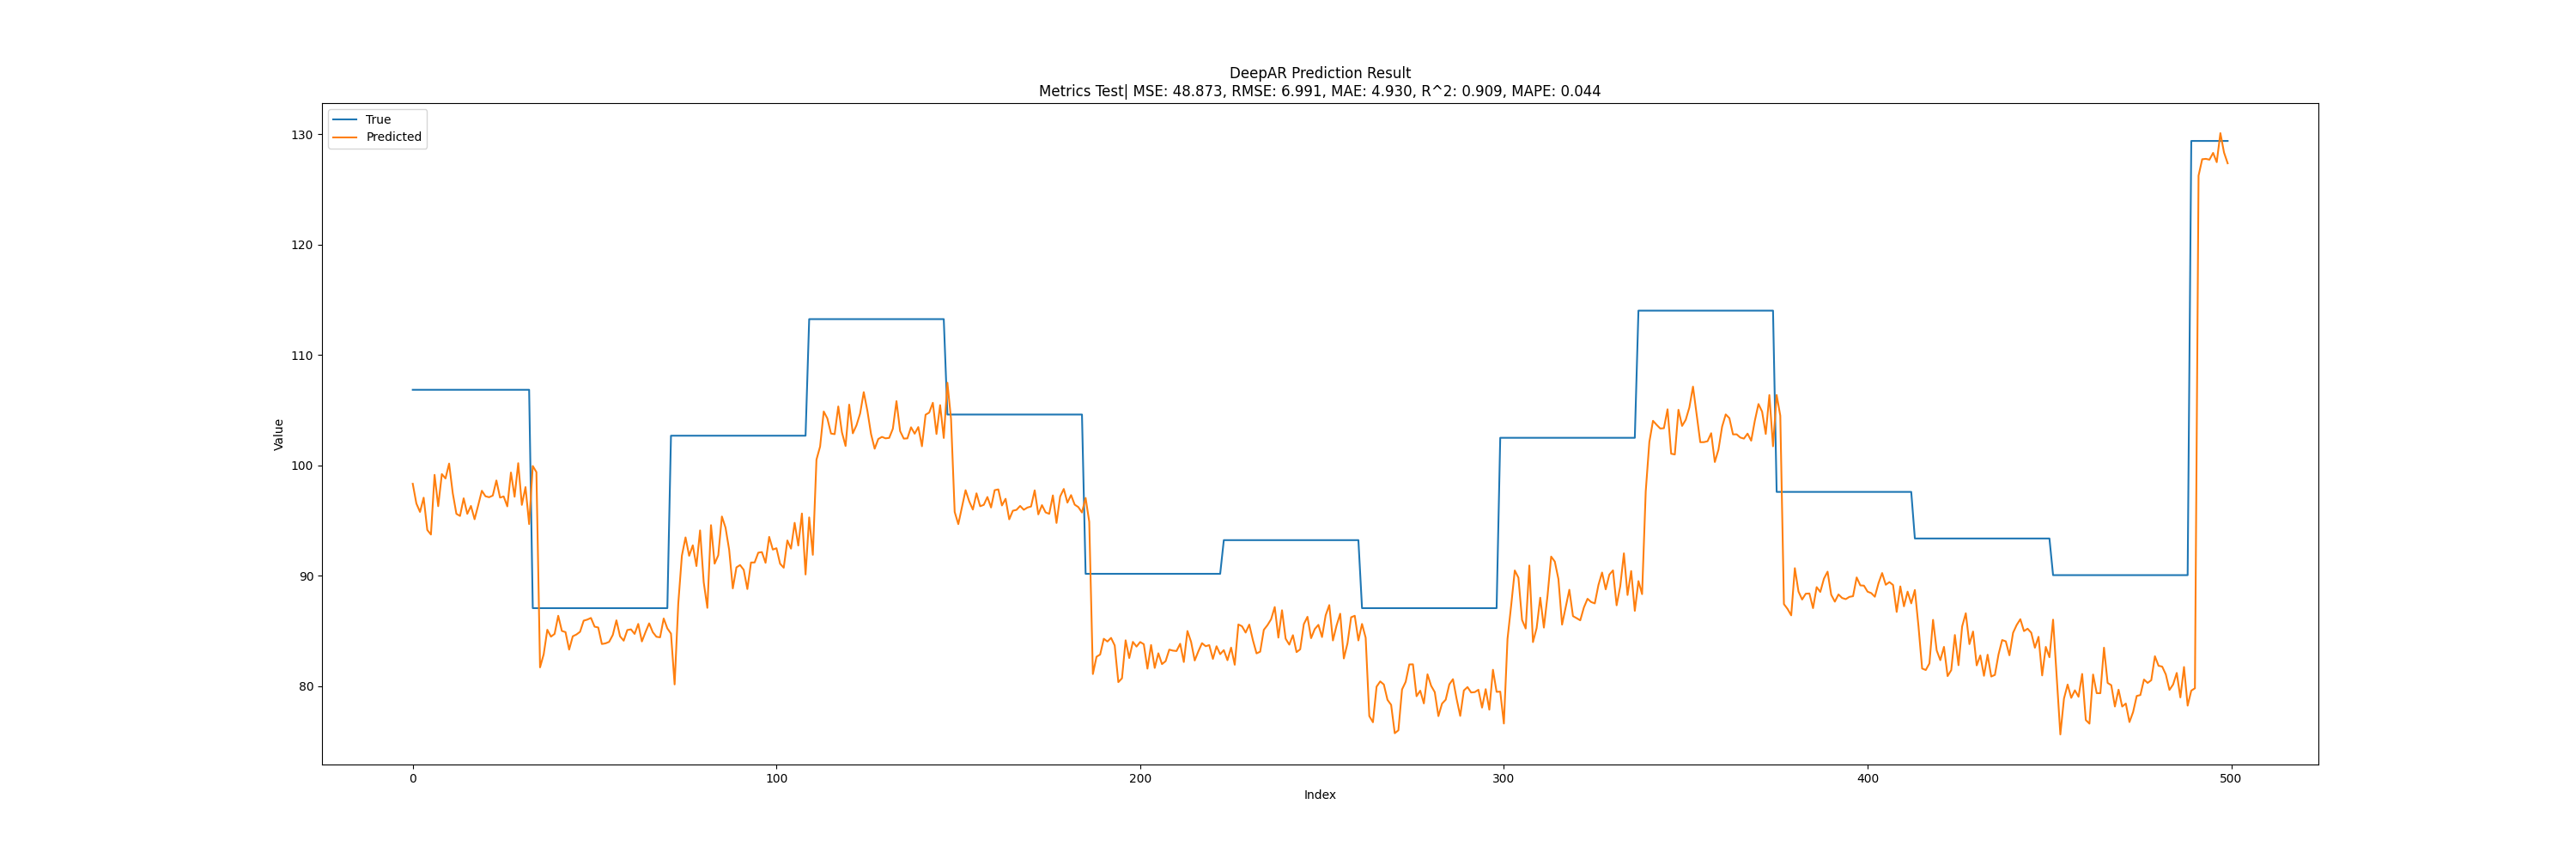 DeepAR Prediction Result
Metrics Test| MSE: 48.873, RMSE: 6.991, MAE: 4.930, R^2: 0.909, MAPE: 0.044
True
Predicted
130
120
110
100
90
80
Value
0
100
200
300
400
500
Index